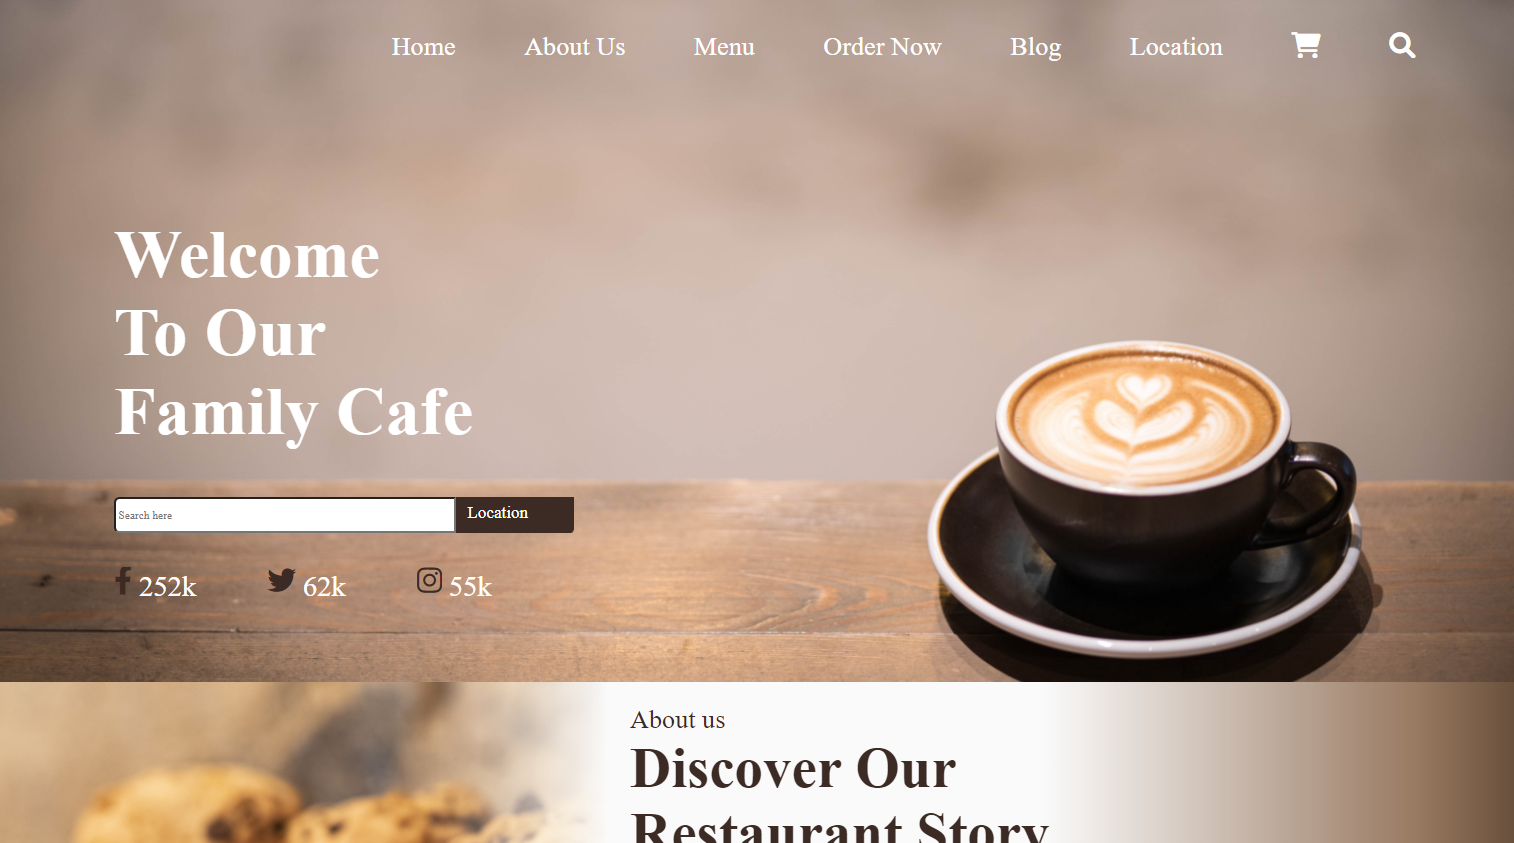 Home About Us Menu Order Now Blog Location
Welcome
To Our
Family Cafe
Search here Location
252k 62k 55k
About us
Discover Our
Restaurant Story